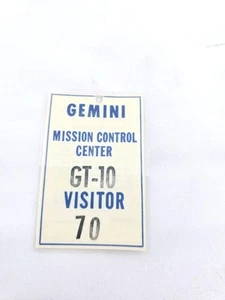 GEMINI
MISSION CONTROL
CENTER
GT-10
VISITOR
70